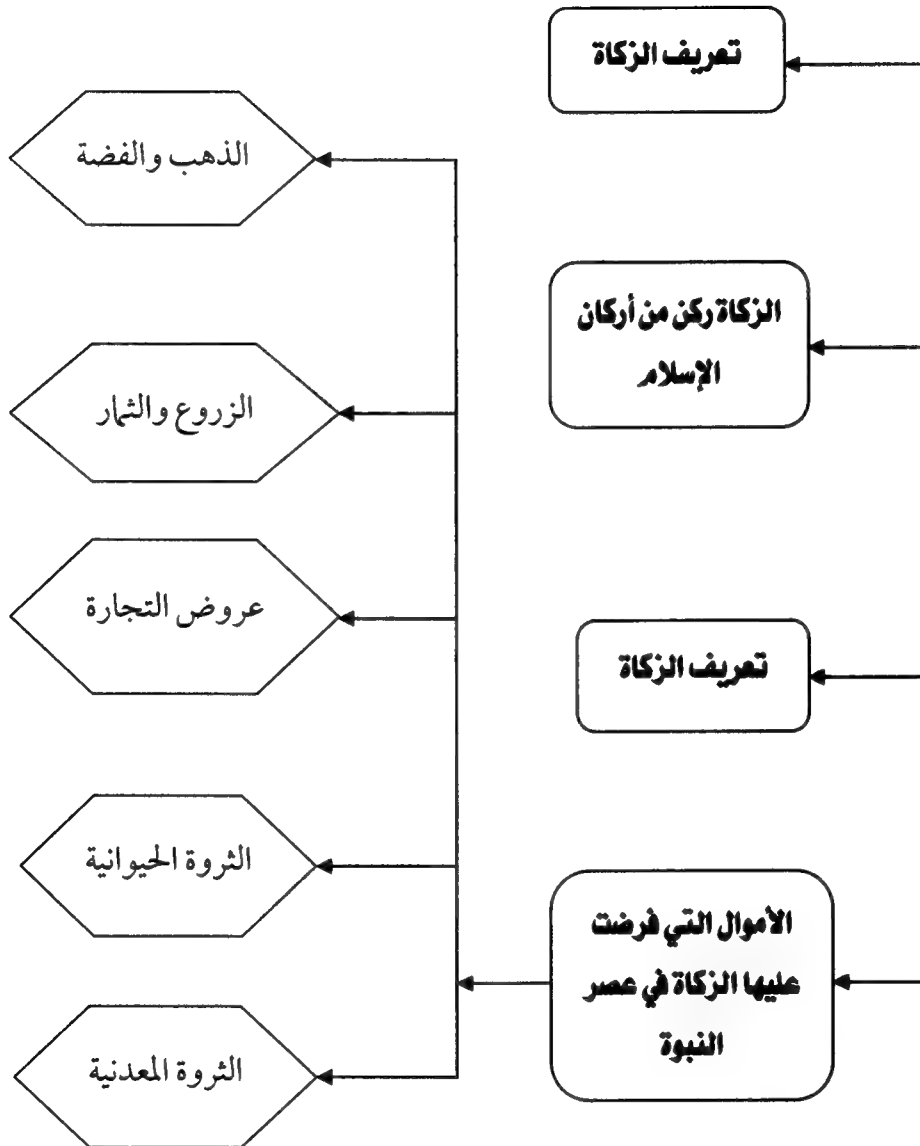 تعريف الزكاة
الزكاة ركن من أركان
الإسلام
تعريف الزكاة
الأموال التي فرضت
عليها الزكاة في عصر
النبوة
الذهب والفضة
الزروع والثمار
عروض التجارة
الثروة الحيوانية
الثروة المعدنية